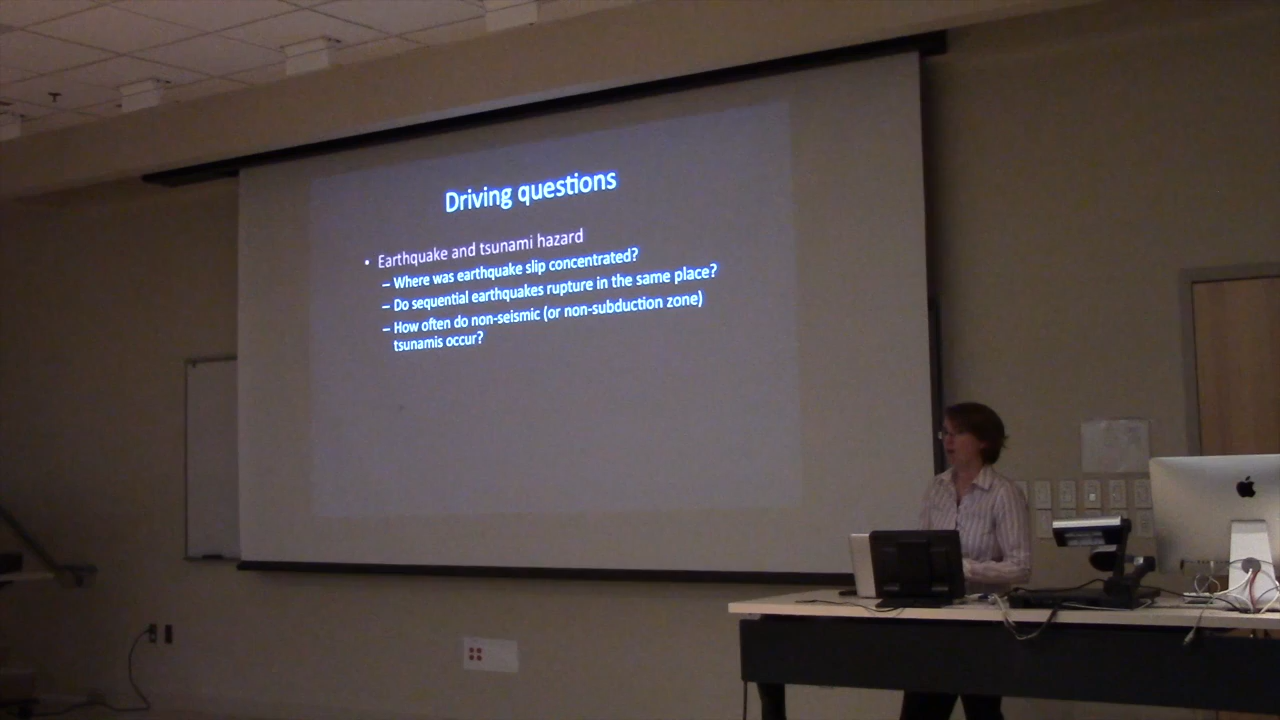 Driving questions
• Earthquake and tsunami hazard
– Where was earthquake slip concentrated?
– Do sequential earthquakes rupture in the same place?
– How often do non-seismic (or non-subduction zone)
tsunamis occur?